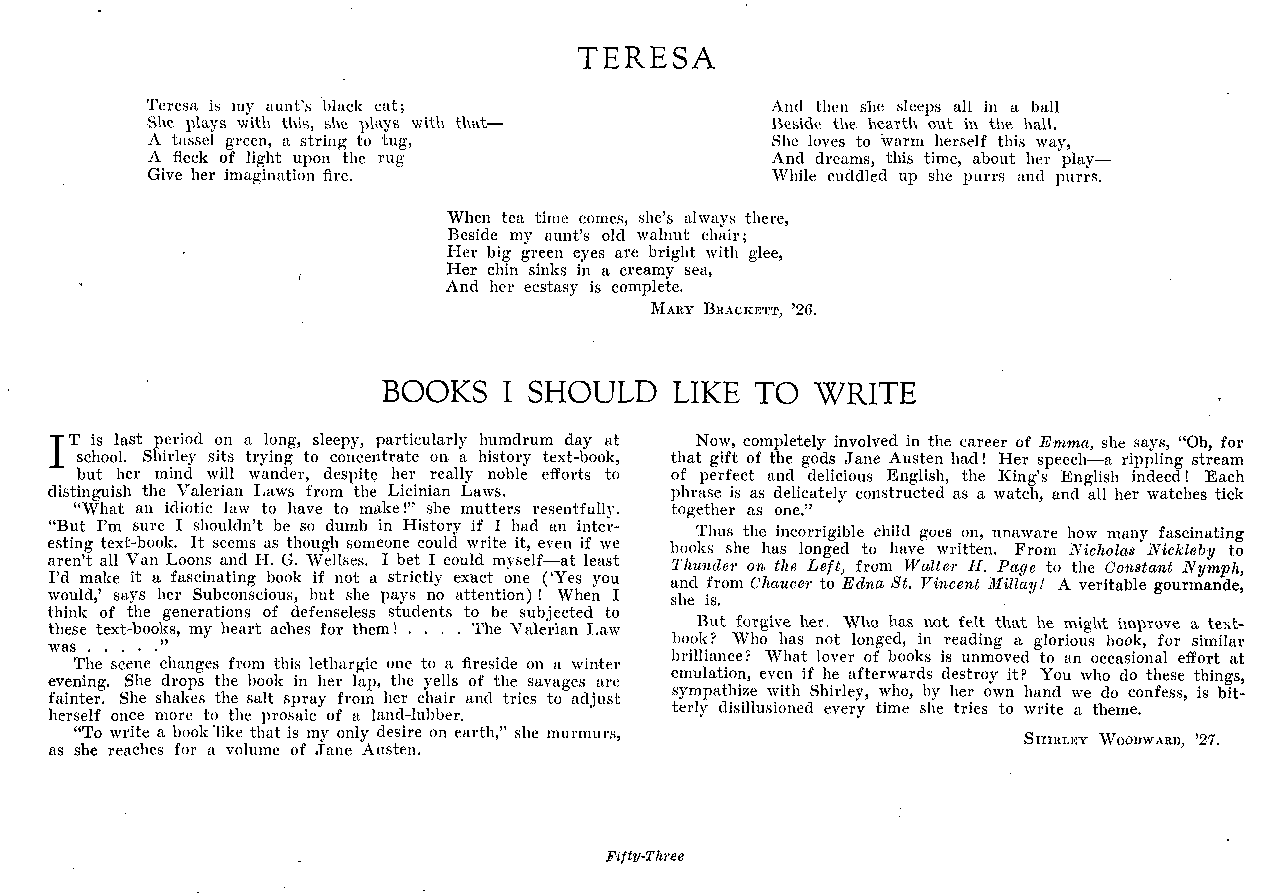 TERESA
Teresa is my aunt's black cat;
She plays with this, she plays with that—
A tassel green, a string to tug,
A fleck of light upon the rug
Give her imagination fire.
And then she sleeps all in a ball
Beside the hearth out in the hall.
She loves to warm herself this way,
And dreams, this time, about her play—
While cuddled up she purrs and purrs.
When tea time comes, she's always there,
Beside my aunt's old walnut chair;
Her big green eyes are bright with glee,
Her chin sinks in a creamy sea,
And her ecstasy is complete.
MARY BRACKETT, '26.
BOOKS I SHOULD LIKE TO WRITE
IT is last period on a long, sleepy, particularly humdrum day at
school. Shirley sits trying to concentrate on a history text-book,
but her mind will wander, despite her really noble efforts to
distinguish the Valerian Laws from the Licinian Laws.
"What an idiotic law to have to make!" she mutters resentfully.
"But I'm sure I shouldn't be so dumb in History if I had an inter-
esting text-book. It seems as though someone could write it, even if we
aren't all Van Loons and H. G. Wellses. I bet I could myself—at least
I'd make it a fascinating book if not a strictly exact one ('Yes you
would,' says her Subconscious, but she pays no attention)! When I
think of the generations of defenseless students to be subjected to
these text-books, my heart aches for them! . . . . The Valerian Law
was . . . . ."
The scene changes from this lethargic one to a fireside on a winter
evening. She drops the book in her lap, the yells of the savages are
fainter. She shakes the salt spray from her chair and tries to adjust
herself once more to the prosaic of a land-lubber.
"To write a book like that is my only desire on earth," she murmurs,
as she reaches for a volume of Jane Austen.
Now, completely involved in the career of Emma, she says, "Oh, for
that gift of the gods Jane Austen had! Her speech—a rippling stream
of perfect and delicious English, the King's English indeed! Each
phrase is as delicately constructed as a watch, and all her watches tick
together as one."
Thus the incorrigible child goes on, unaware how many fascinating
books she has longed to have written. From Nicholas Nickleby to
Thunder on the Left, from Walter H. Page to the Constant Nymph,
and from Chaucer to Edna St. Vincent Millay! A veritable gourmande,
she is.
But forgive her. Who has not felt that he might improve a text-
book? Who has not longed, in reading a glorious book, for similar
brilliance? What lover of books is unmoved to an occasional effort at
emulation, even if he afterwards destroy it? You who do these things,
sympathize with Shirley, who, by her own hand we do confess, is bit-
terly disillusioned every time she tries to write a theme.
SHIRLEY WOODWARD, '27.
Fifty-Three